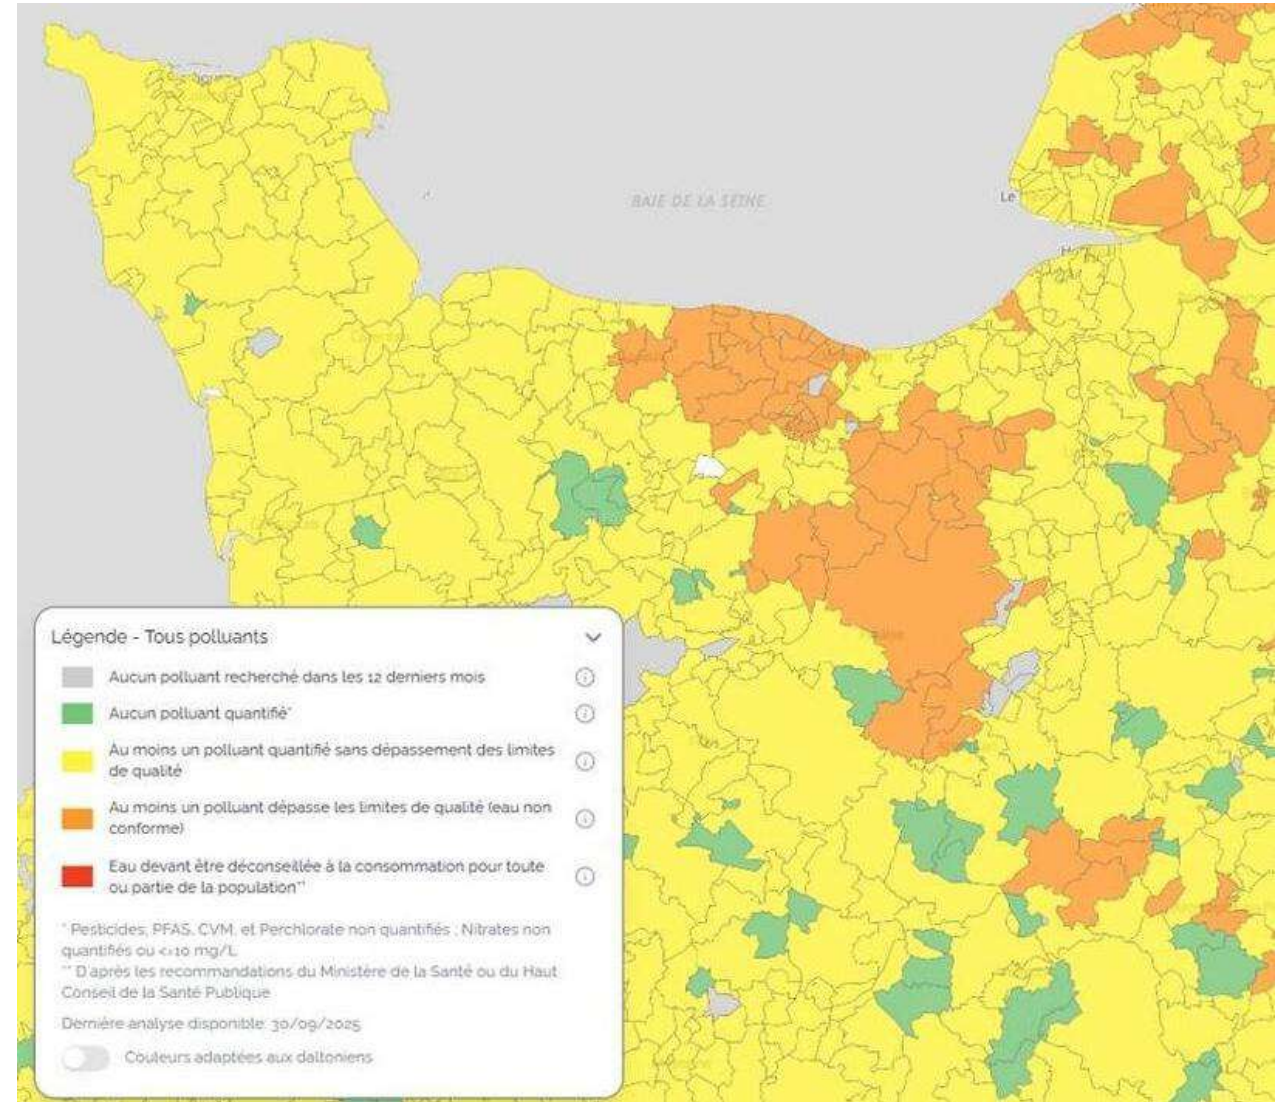 BAIE DE LA SEINE
Le
Légende - Tous polluants
Aucun polluant recherché dans les 12 derniers mois
Aucun polluant quantifié*
Au moins un polluant quantifié sans dépassement des limites
de qualité
Au moins un polluant dépasse les limites de qualité (eau non
conforme)
Eau devant être déconseillée à la consommation pour toute
ou partie de la population**
* Pesticides, PFAS, CVM, et Perchlorate non quantifiés ; Nitrates non
quantifiés ou <=10 mg/L
** D'après les recommandations du Ministère de la Santé ou du Haut
Conseil de la Santé Publique
Dernière analyse disponible: 30/09/2025
Couleurs adaptées aux daltoniens